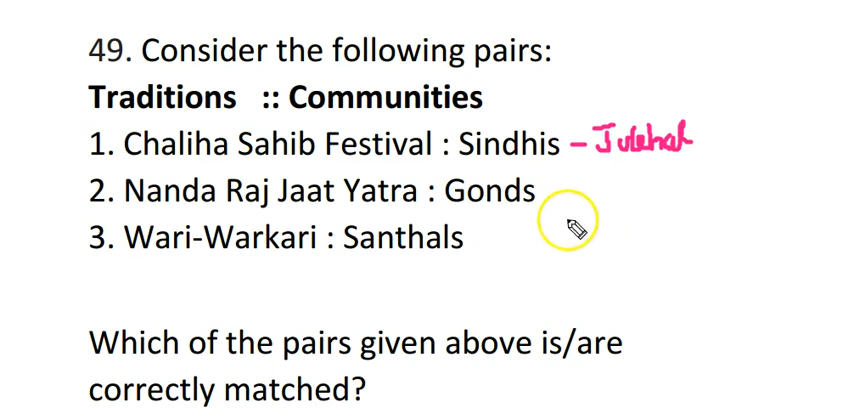 49. Consider the following pairs:
Traditions :: Communities
1. Chaliha Sahib Festival : Sindhis –
2. Nanda Raj Jaat Yatra : Gonds
3. Wari-Warkari : Santhals
Which of the pairs given above is/are
correctly matched?